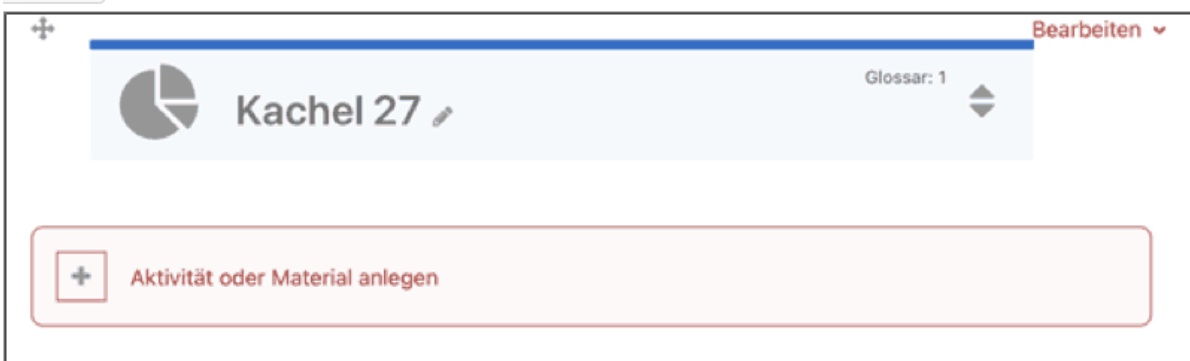 Bearbeiten
Glossar: 1
Kachel 27
Aktivität oder Material anlegen